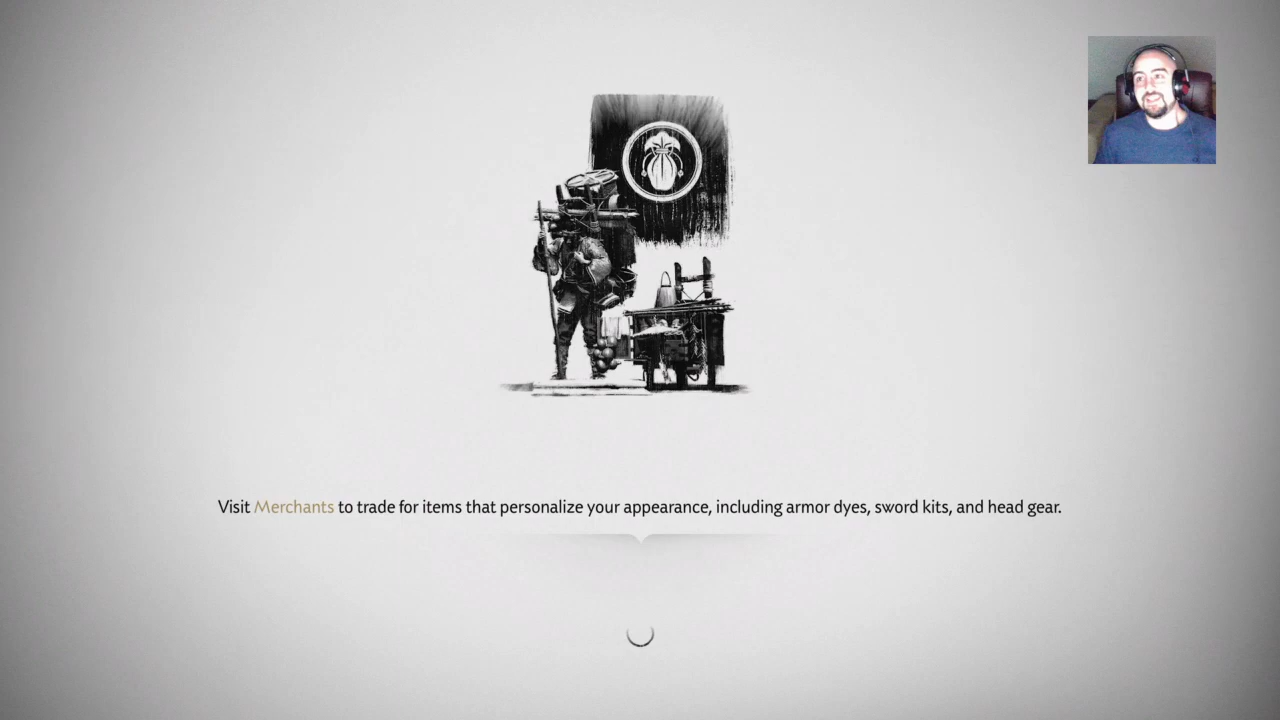 Visit Merchants to trade for items that personalize your appearance, including armor dyes, sword kits, and head gear.